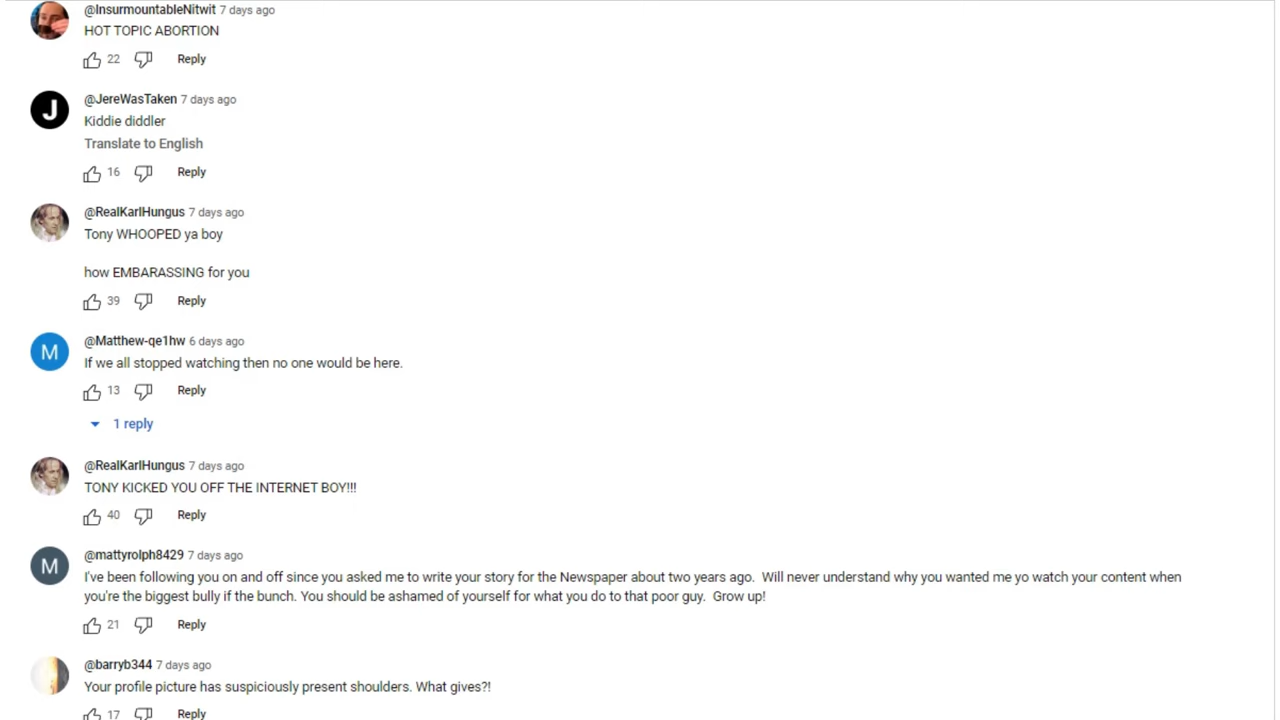 @InsurmountableNitwit 7 days ago
HOT TOPIC ABORTION
22 Reply
J
@JereWasTaken 7 days ago
Kiddie diddler
Translate to English
16 Reply
@RealKarlHungus 7 days ago
Tony WHOOPED ya boy
how EMBARASSING for you
39 Reply
M
@Matthew-qe1hw 6 days ago
If we all stopped watching then no one would be here.
13 Reply
1 reply
@RealKarlHungus 7 days ago
TONY KICKED YOU OFF THE INTERNET BOY!!!
40 Reply
M
@mattyrolph8429 7 days ago
I've been following you on and off since you asked me to write your story for the Newspaper about two years ago. Will never understand why you wanted me yo watch your content when
you're the biggest bully if the bunch. You should be ashamed of yourself for what you do to that poor guy. Grow up!
21 Reply
@barryb344 7 days ago
Your profile picture has suspiciously present shoulders. What gives?!
17 Reply